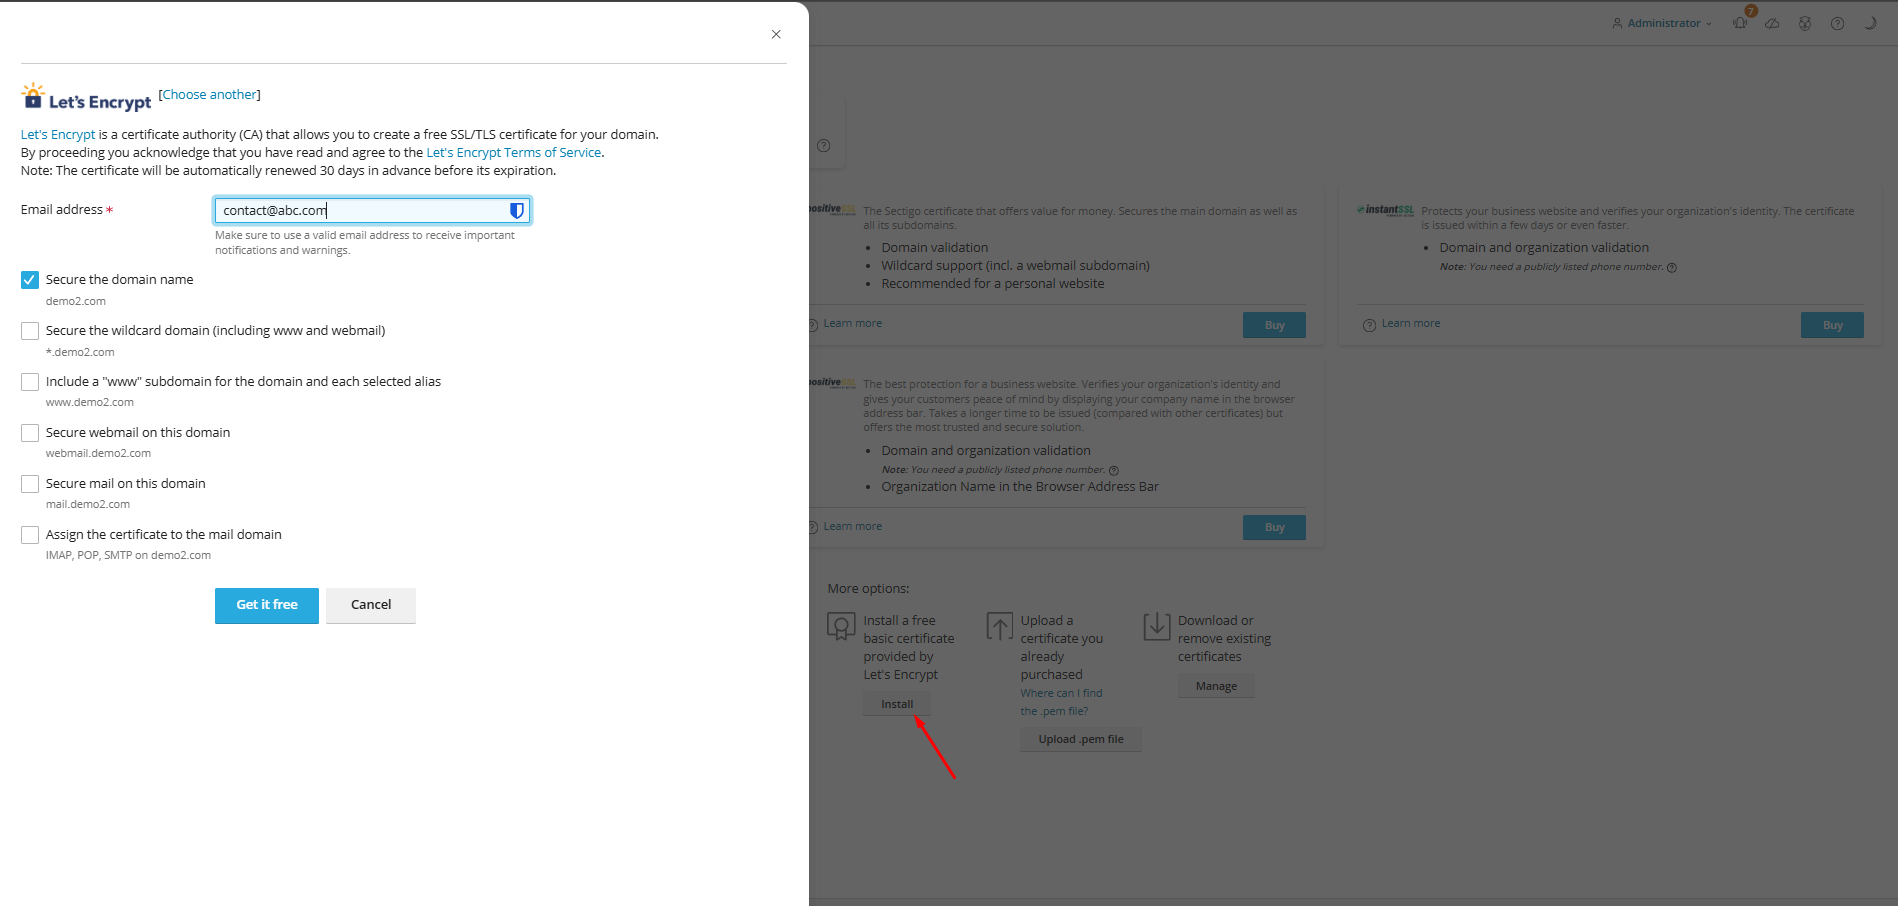 Let's Encrypt [Choose another]
Let's Encrypt is a certificate authority (CA) that allows you to create a free SSL/TLS certificate for your domain.
By proceeding you acknowledge that you have read and agree to the Let's Encrypt Terms of Service.
Note: The certificate will be automatically renewed 30 days in advance before its expiration.
Email address *
contact@abc.com
Make sure to use a valid email address to receive important
notifications and warnings.
Secure the domain name
demo2.com
Secure the wildcard domain (including www and webmail)
*.demo2.com
Include a "www" subdomain for the domain and each selected alias
www.demo2.com
Secure webmail on this domain
webmail.demo2.com
Secure mail on this domain
mail.demo2.com
Assign the certificate to the mail domain
IMAP, POP, SMTP on demo2.com
Get it free
Cancel
Administrator
7
ositiveSSL
The Sectigo certificate that offers value for money. Secures the main domain as well as
all its subdomains.
Domain validation
Wildcard support (incl. a webmail subdomain)
Recommended for a personal website
Learn more
Buy
instantSSL
Protects your business website and verifies your organization's identity. The certificate
is issued within a few days or even faster.
Domain and organization validation
Note: You need a publicly listed phone number.
Learn more
Buy
ositiveSSL
The best protection for a business website. Verifies your organization's identity and
gives your customers peace of mind by displaying your company name in the browser
address bar. Takes a longer time to be issued (compared with other certificates) but
offers the most trusted and secure solution.
Domain and organization validation
Note: You need a publicly listed phone number.
Organization Name in the Browser Address Bar
Learn more
Buy
More options:
Install a free
basic certificate
provided by
Let's Encrypt
Install
Upload a
certificate you
already
purchased
Where can I find
the .pem file?
Upload .pem file
Download or
remove existing
certificates
Manage